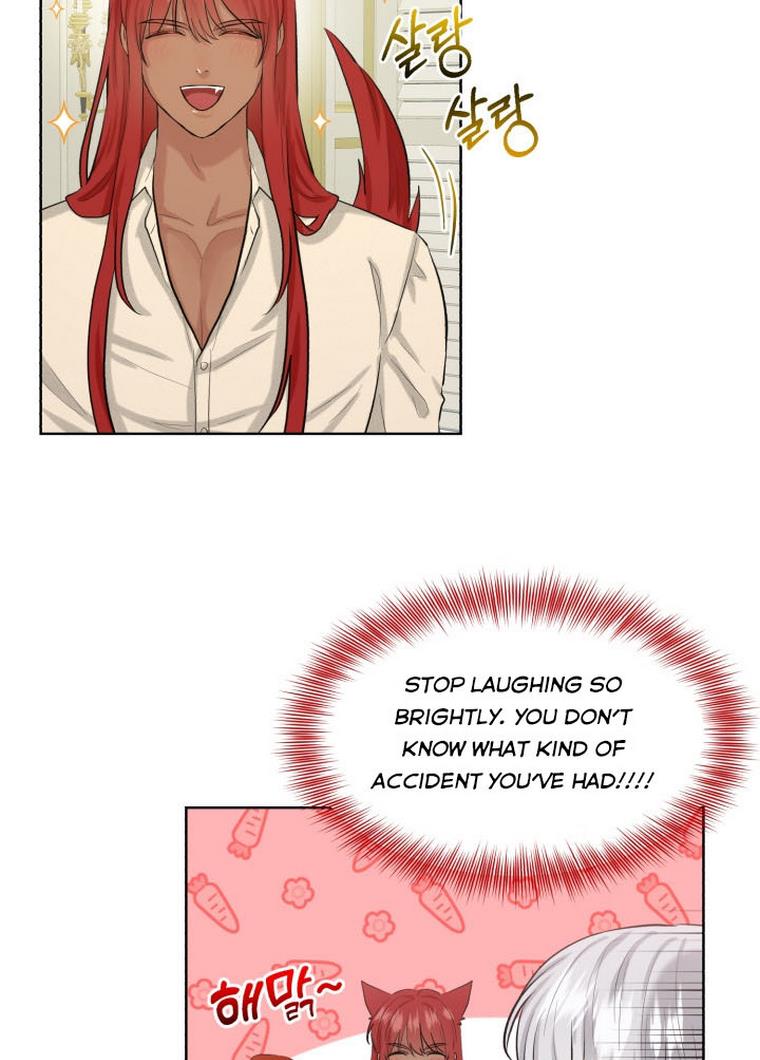 살랑
살랑
STOP LAUGHING SO
BRIGHTLY. YOU DON'T
KNOW WHAT KIND OF
ACCIDENT YOU'VE HAD!!!!
해맑~